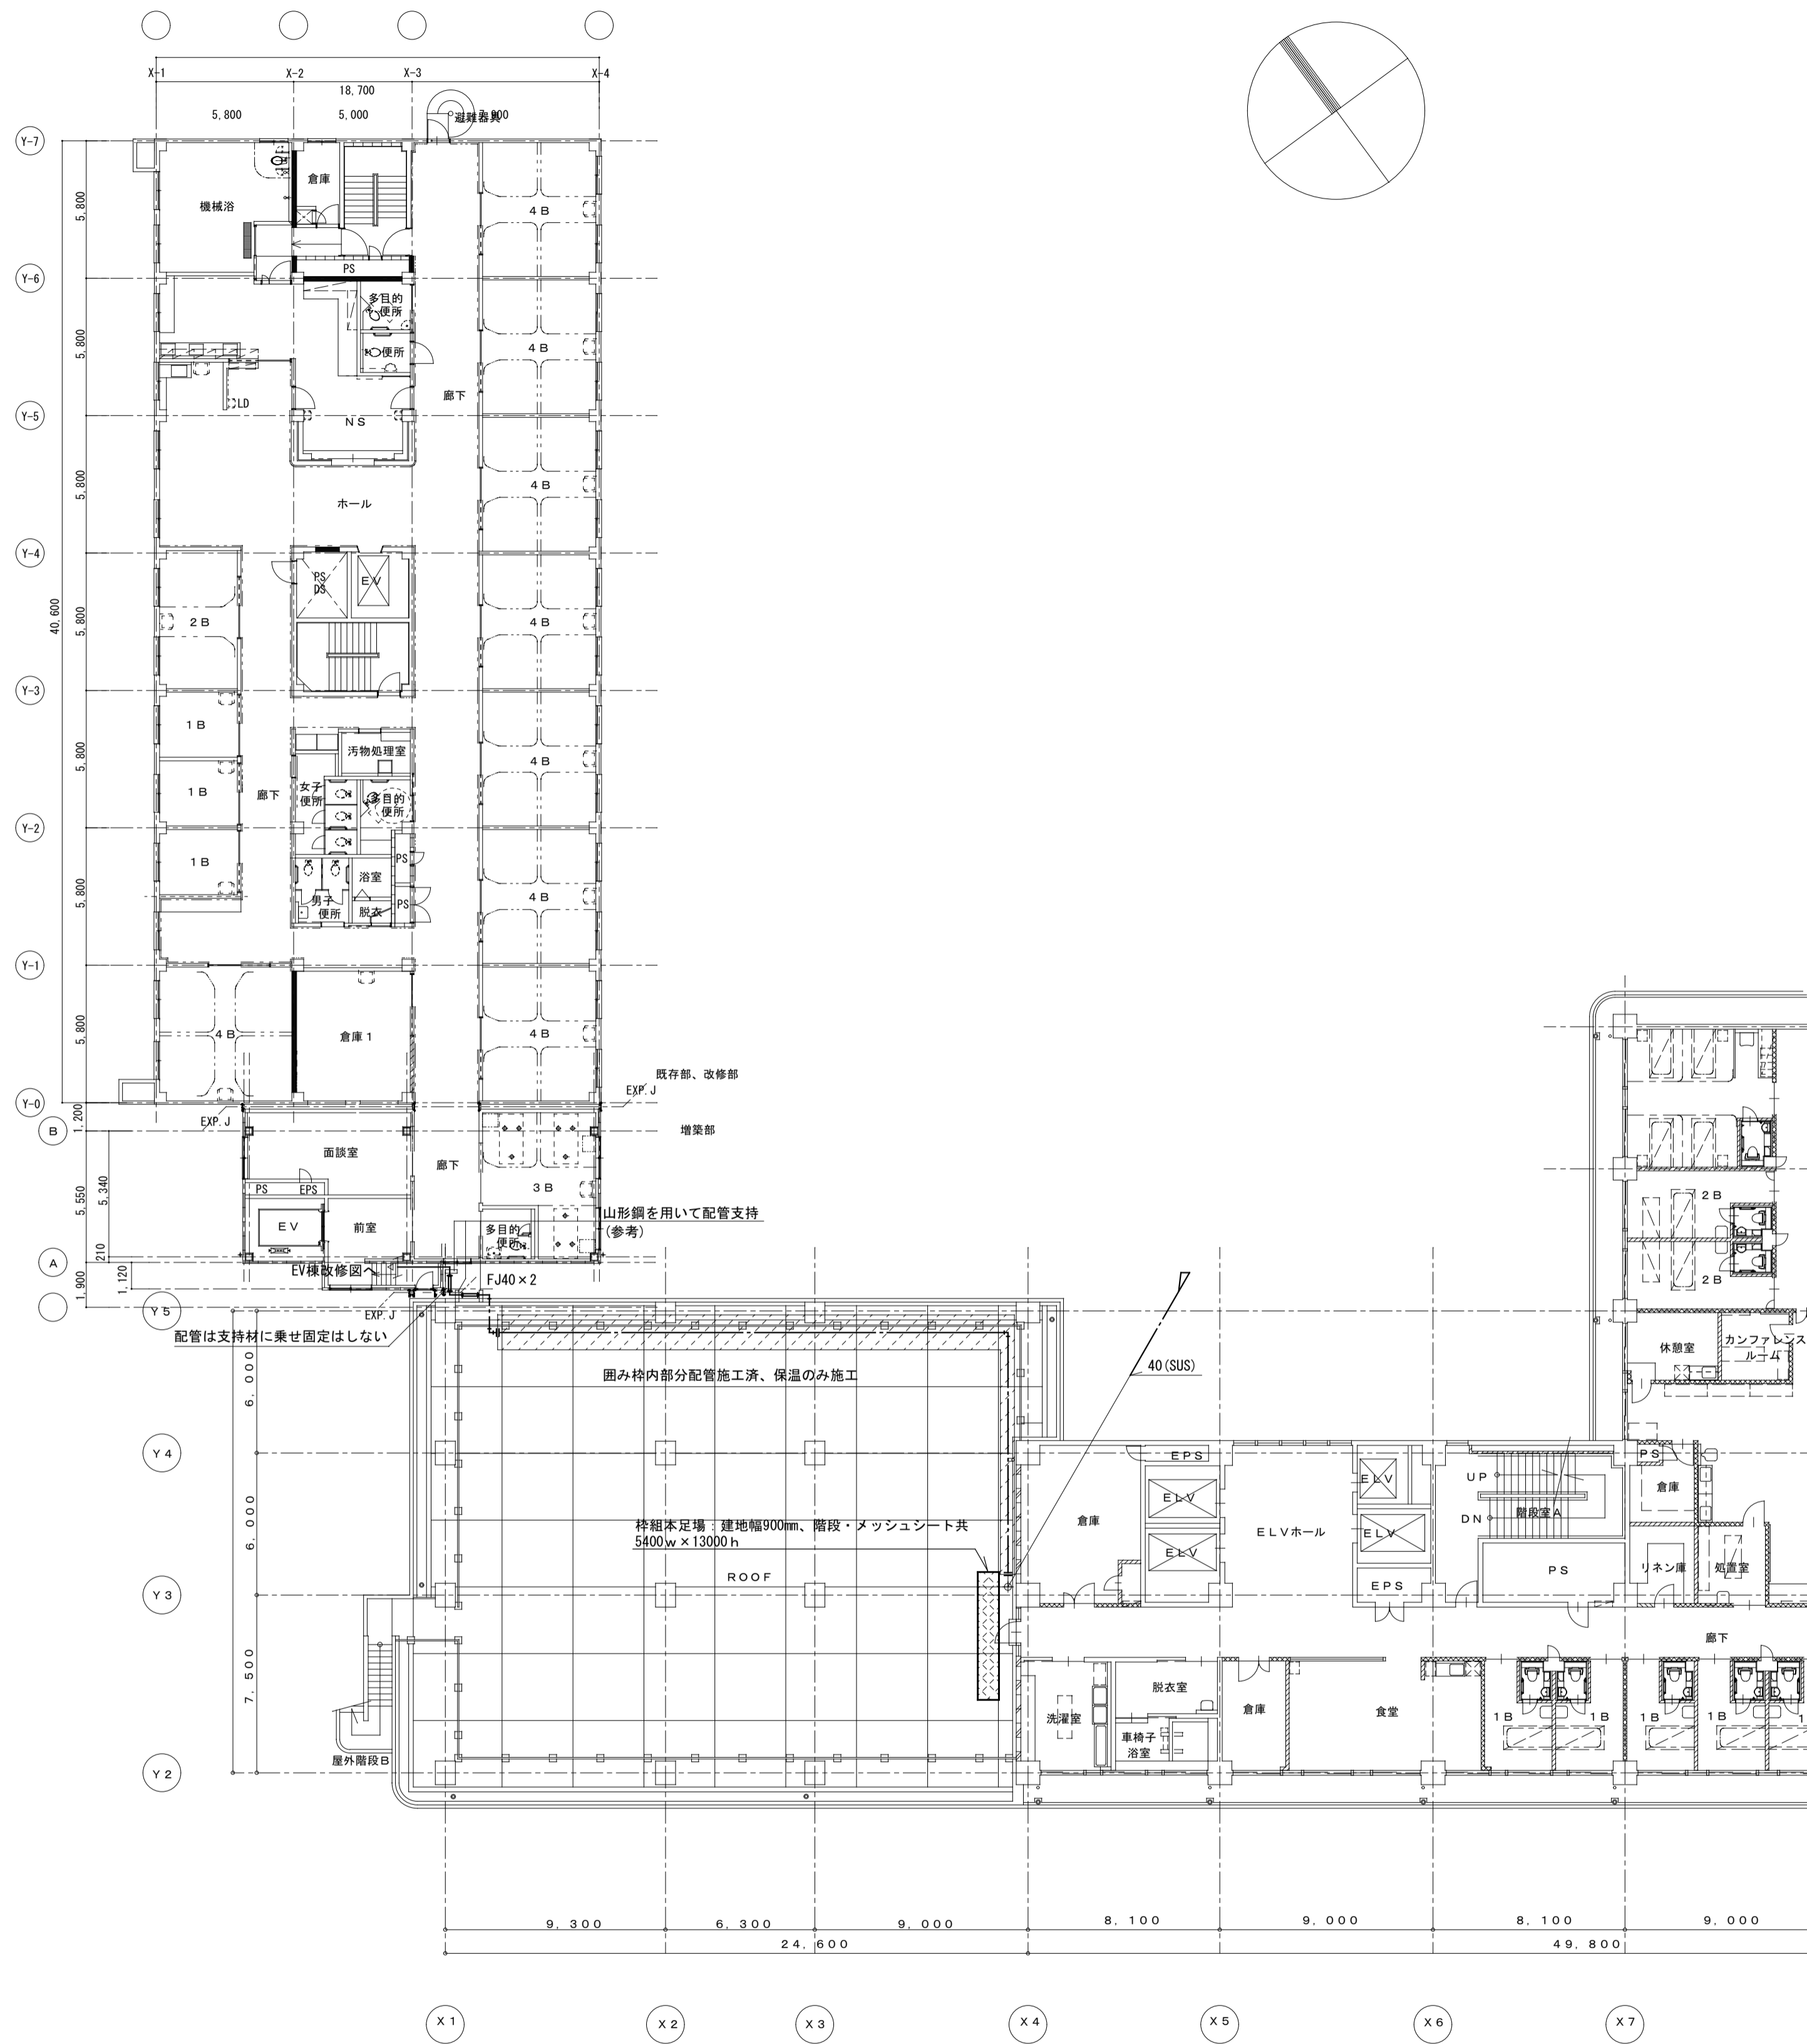 X-1
X-2
X-3
X-4
18,700
5,800
5,000
避難器具
Y-7
機械浴
倉庫
4B
5,800
PS
Y-6
多目的
便所
4B
便所
5,800
廊下
LD
Y-5
NS
4B
5,800
ホール
Y-4
PS
DS
EV
40,600
5,800
2B
4B
Y-3
1B
汚物処理室
5,800
4B
1B
廊下
女子
便所
多目的
便所
Y-2
1B
PS
浴室
5,800
男子
便所
脱衣
PS
4B
Y-1
4B
倉庫1
4B
5,800
既存部、改修部
EXP.J
Y-0
EXP.J
1,200
B
増築部
面談室
廊下
PS
EPS
3B
5,550
5,340
EV
前室
多目的
便所
山形鋼を用いて配管支持
(参考)
210
A
EV棟改修図へ
FJ40×2
1,900
1,120
EXP.J
Y5
配管は支持材に乗せ固定はしない
囲み枠内部分配管施工済、保温のみ施工
40(SUS)
2B
2B
休憩室
カンファレンス
ルーム
6,000
Y4
EPS
ELV
ELV
UP
PS
倉庫
倉庫
ELVホール
階段室A
DN
枠組本足場：建地幅900mm、階段・メッシュシート共
5400w×13000h
ELV
ELV
6,000
ROOF
EPS
PS
リネン庫
処置室
Y3
廊下
7,500
脱衣室
洗濯室
車椅子
浴室
倉庫
食堂
1B
1B
1B
1B
屋外階段B
Y2
9,300
6,300
9,000
8,100
9,000
8,100
9,000
24,600
49,800
X1
X2
X3
X4
X5
X6
X7